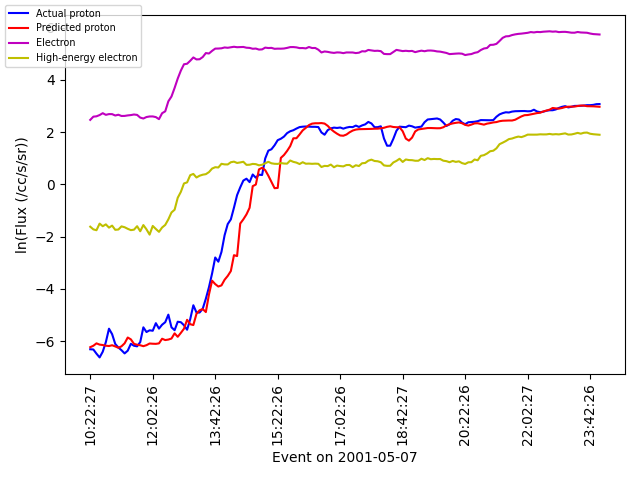 Actual proton
Predicted proton
Electron
High-energy electron
4
2
0
−2
−4
−6
ln(Flux (/cc/s/sr))
10:22:27
12:02:26
13:42:26
15:22:26
17:02:26
18:42:27
20:22:26
22:02:27
23:42:26
Event on 2001-05-07